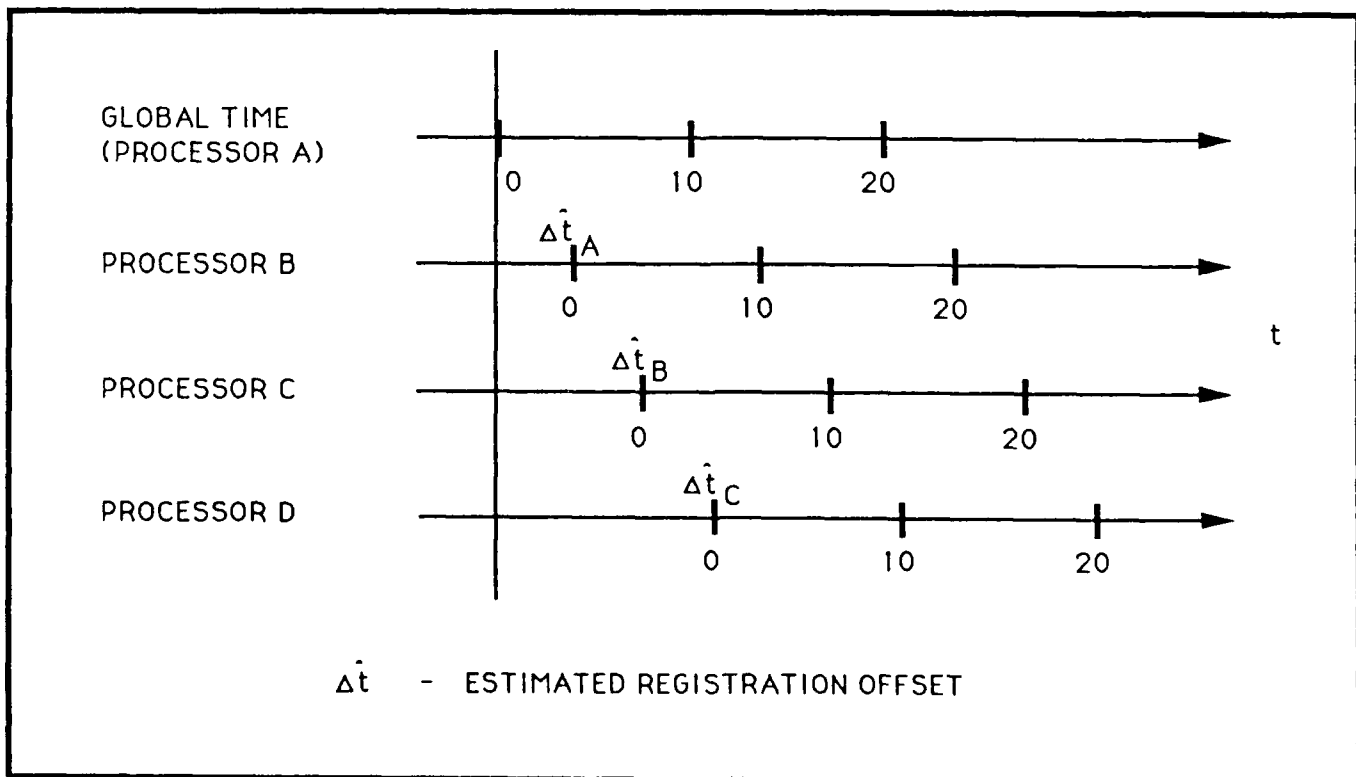 GLOBAL TIME
(PROCESSOR A)
0 10 20
Δt̂A
PROCESSOR B
0 10 20
t
Δt̂B
PROCESSOR C
0 10 20
Δt̂C
PROCESSOR D
0 10 20
Δt̂ - ESTIMATED REGISTRATION OFFSET